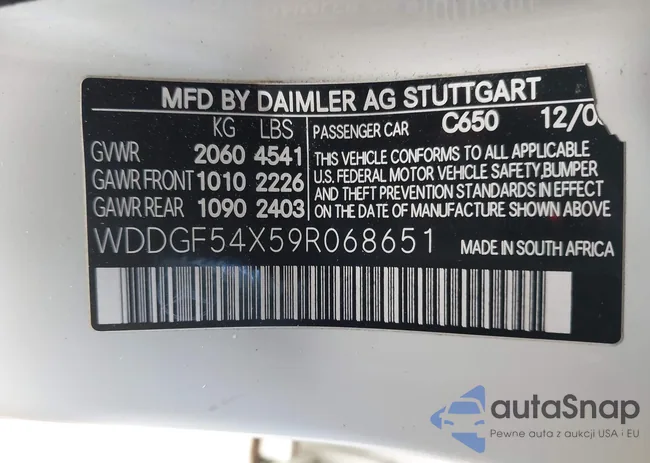 MFD BY DAIMLER AG STUTTGART
KG LBS
GVWR 2060 4541
GAWR FRONT 1010 2226
GAWR REAR 1090 2403
PASSENGER CAR C650 12/0
THIS VEHICLE CONFORMS TO ALL APPLICABLE
U.S. FEDERAL MOTOR VEHICLE SAFETY,BUMPER
AND THEFT PREVENTION STANDARDS IN EFFECT
ON THE DATE OF MANUFACTURE SHOWN ABOVE
WDDGF54X59R068651 MADE IN SOUTH AFRICA
autaSnap
Pewne auta z aukcji USA i EU